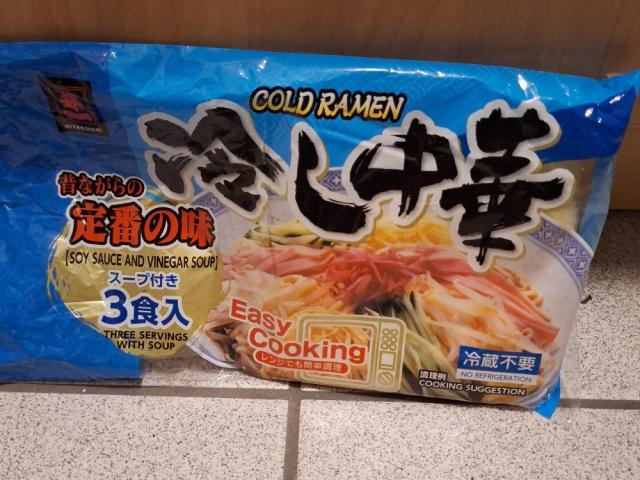 MIYAKOICHI
COLD RAMEN
冷し中華
昔ながらの
定番の味
[SOY SAUCE AND VINEGAR SOUP]
スープ付き
3食入
THREE SERVINGS
WITH SOUP
Easy
Cooking
レンジでも簡単調理
冷蔵不要
NO REFRIGERATION
調理例
COOKING SUGGESTION